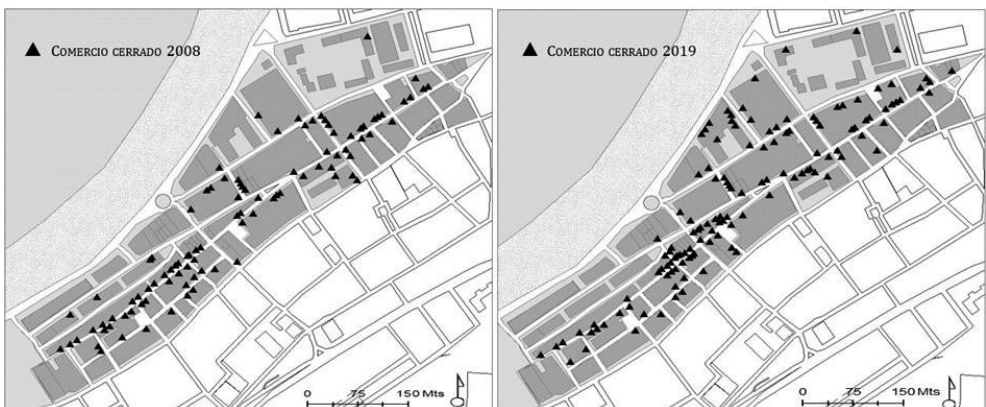 ▲ COMERCIO CERRADO 2008
0 75 150 Mts
▲ COMERCIO CERRADO 2019
0 75 150 Mts